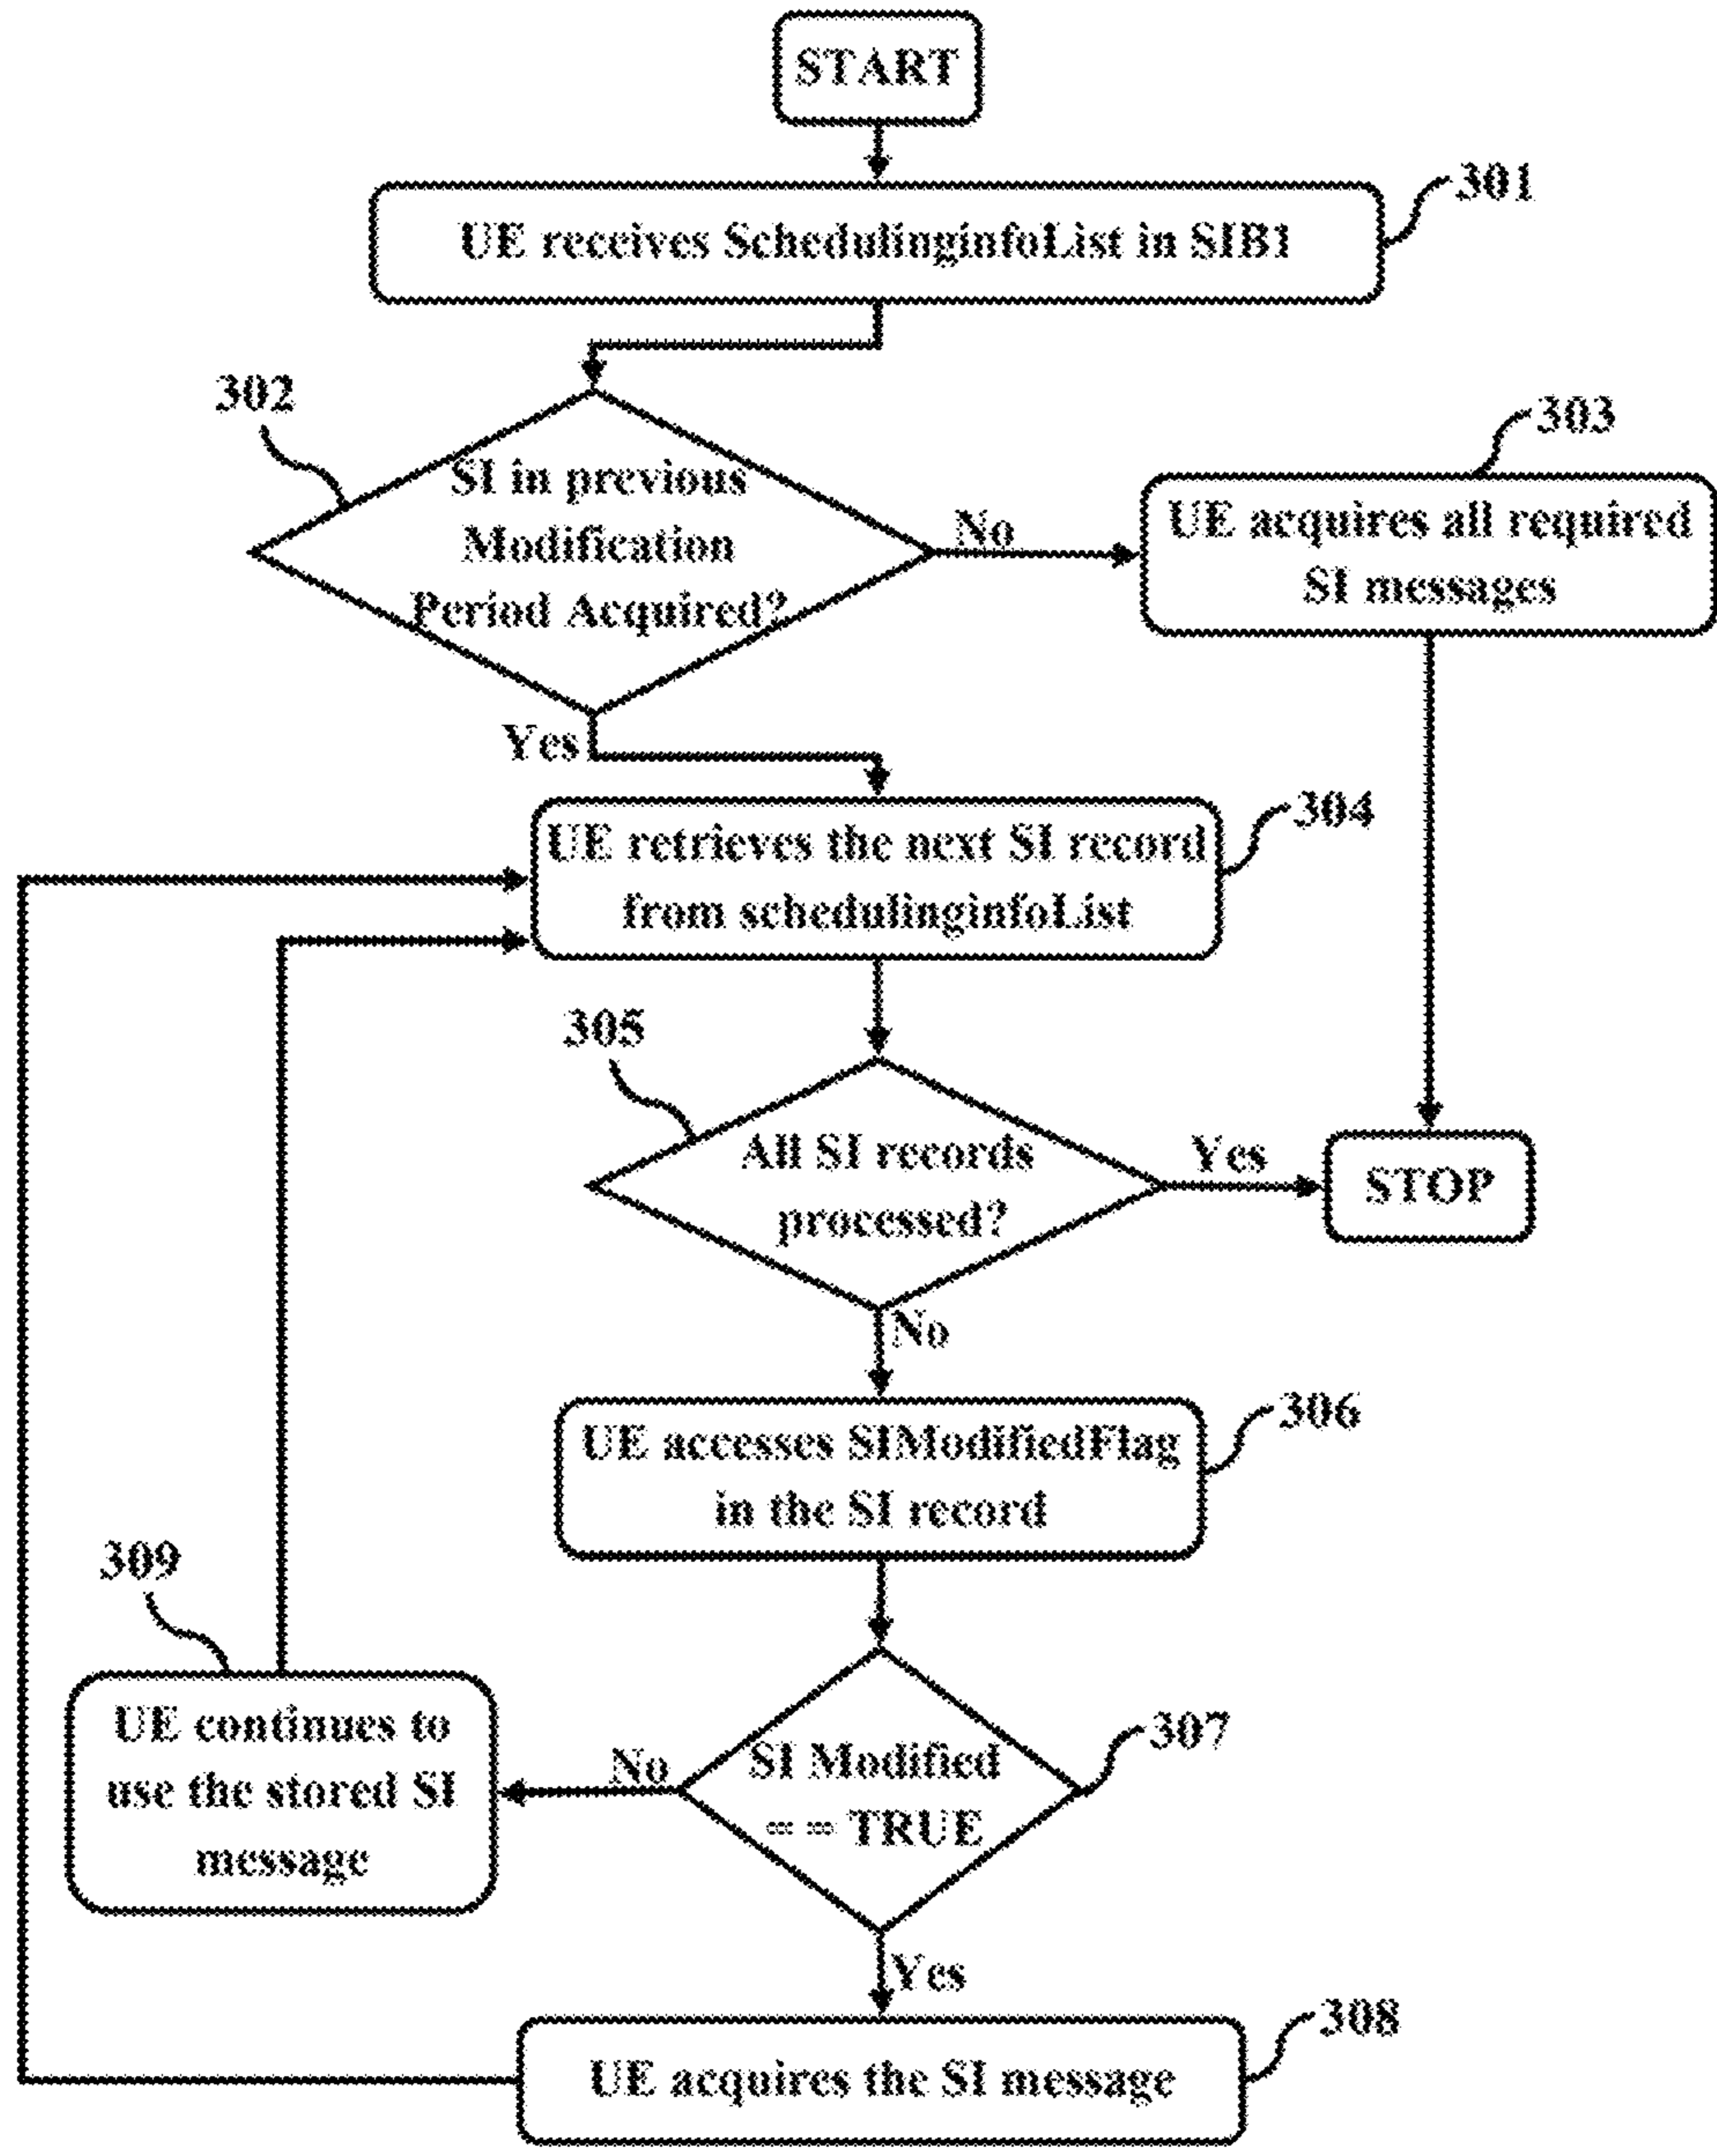 START
301
UE receives SchedulinginfoList in SIB1
302
SI in previous
Modification
Period Acquired?
No
303
UE acquires all required
SI messages
Yes
304
UE retrieves the next SI record
from schedulinginfoList
305
All SI records
processed?
Yes
STOP
No
306
UE accesses SIModifiedFlag
in the SI record
309
UE continues to
use the stored SI
message
No
307
SI Modified
= = TRUE
Yes
308
UE acquires the SI message